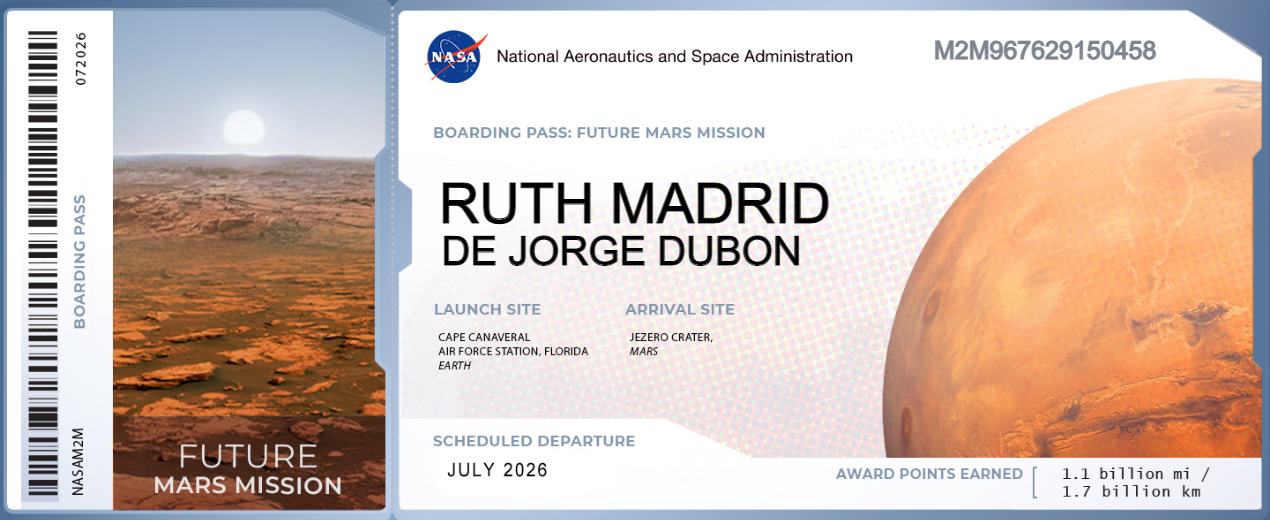 072026
BOARDING PASS
NASAM2M
FUTURE
MARS MISSION
NASA
National Aeronautics and Space Administration
M2M967629150458
BOARDING PASS: FUTURE MARS MISSION
RUTH MADRID
DE JORGE DUBON
LAUNCH SITE
CAPE CANAVERAL
AIR FORCE STATION, FLORIDA
EARTH
ARRIVAL SITE
JEZERO CRATER,
MARS
SCHEDULED DEPARTURE
JULY 2026
AWARD POINTS EARNED
1.1 billion mi /
1.7 billion km